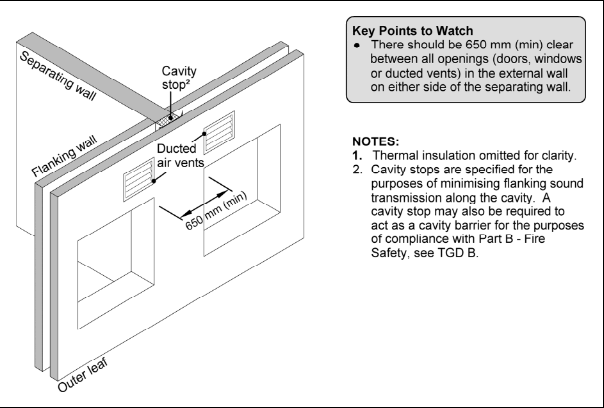 Separating wall
Cavity
stop²
Flanking wall
Ducted
air vents
650 mm (min)
Outer leaf
Key Points to Watch
• There should be 650 mm (min) clear
between all openings (doors, windows
or ducted vents) in the external wall
on either side of the separating wall.
NOTES:
1. Thermal insulation omitted for clarity.
2. Cavity stops are specified for the
purposes of minimising flanking sound
transmission along the cavity. A
cavity stop may also be required to
act as a cavity barrier for the purposes
of compliance with Part B - Fire
Safety, see TGD B.